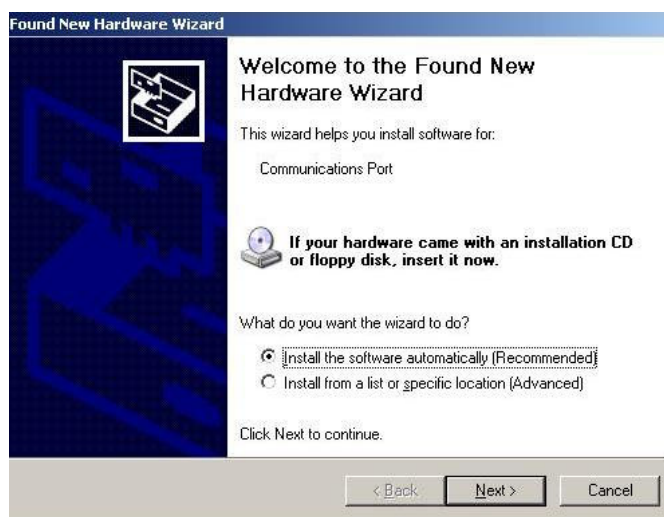 Found New Hardware Wizard
Welcome to the Found New
Hardware Wizard
This wizard helps you install software for:
Communications Port
If your hardware came with an installation CD
or floppy disk, insert it now.
What do you want the wizard to do?
Install the software automatically (Recommended)
Install from a list or specific location (Advanced)
Click Next to continue.
< Back Next > Cancel